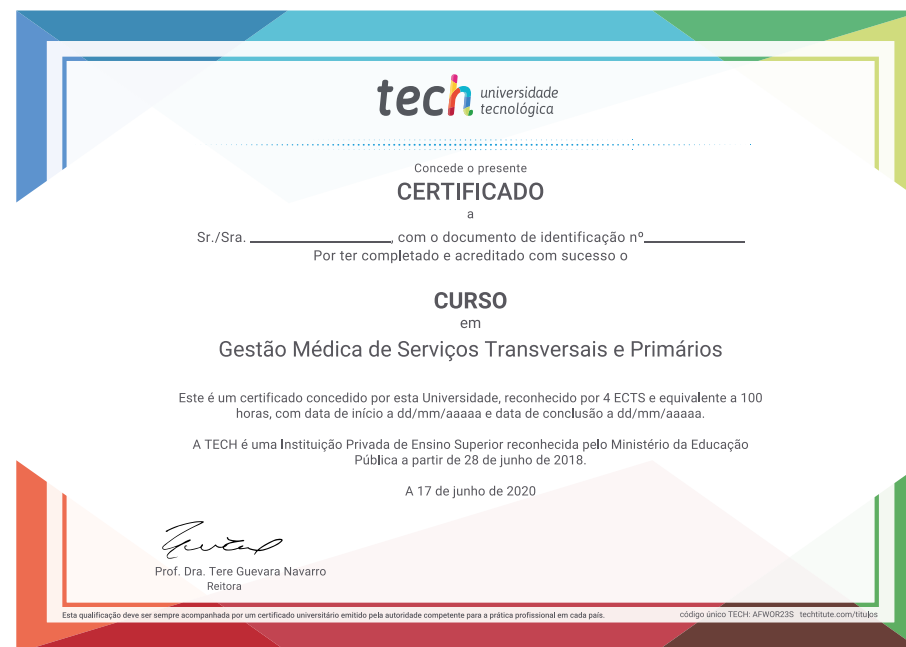 tech universidade
tecnológica
Concede o presente
CERTIFICADO
a
Sr./Sra. ____________________, com o documento de identificação nº______________
Por ter completado e acreditado com sucesso o
CURSO
em
Gestão Médica de Serviços Transversais e Primários
Este é um certificado concedido por esta Universidade, reconhecido por 4 ECTS e equivalente a 100
horas, com data de início a dd/mm/aaaaa e data de conclusão a dd/mm/aaaaa.
A TECH é uma Instituição Privada de Ensino Superior reconhecida pelo Ministério da Educação
Pública a partir de 28 de junho de 2018.
A 17 de junho de 2020
Prof. Dra. Tere Guevara Navarro
Reitora
Esta qualificação deve ser sempre acompanhada por um certificado universitário emitido pela autoridade competente para a prática profissional em cada país.
código único TECH: AFWOR23S techtitute.com/titulos